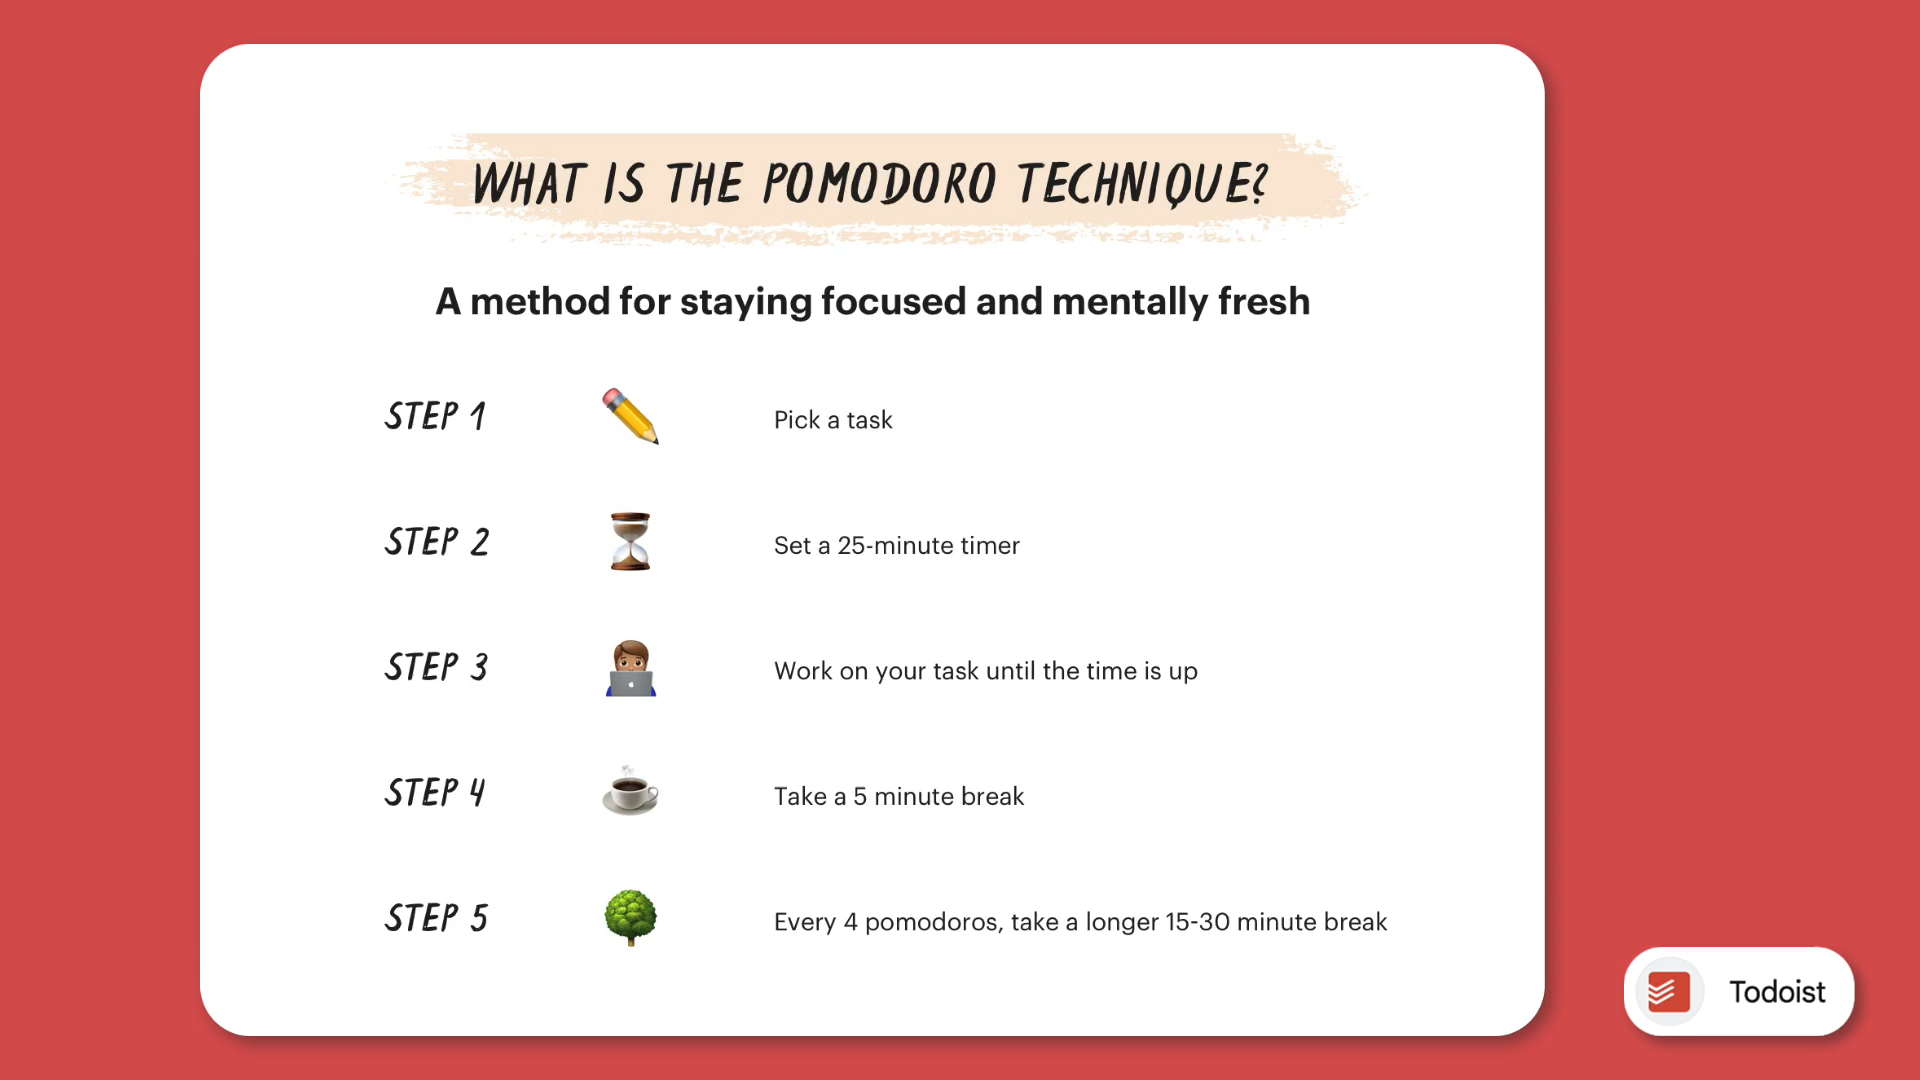 WHAT IS THE POMODORO TECHNIQUE?
A method for staying focused and mentally fresh
STEP 1 Pick a task
STEP 2 Set a 25-minute timer
STEP 3 Work on your task until the time is up
STEP 4 Take a 5 minute break
STEP 5 Every 4 pomodoros, take a longer 15-30 minute break
Todoist